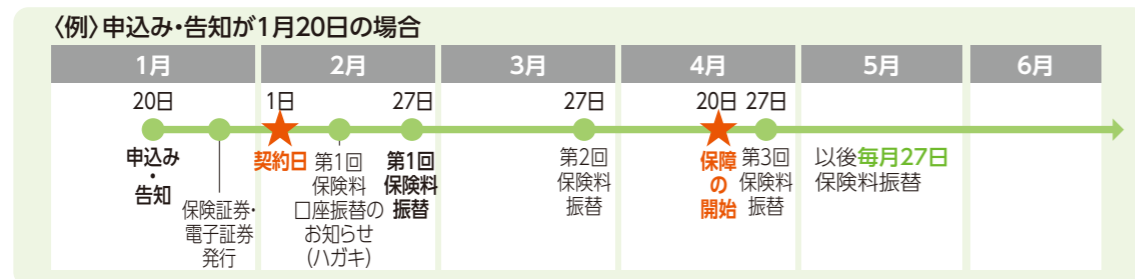 〈例〉申込み・告知が1月20日の場合
1月 2月 3月 4月 5月 6月
20日 1日 27日 27日 20日 27日
申込み
・
告知
保険証券・
電子証券
発行
契約日
第1回
保険料
口座振替の
お知らせ
(ハガキ)
第1回
保険料
振替
第2回
保険料
振替
保障
の
開始
第3回
保険料
振替
以後毎月27日
保険料振替